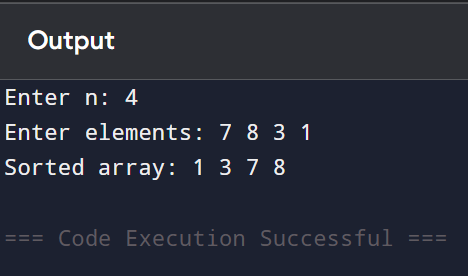 Output
Enter n: 4
Enter elements: 7 8 3 1
Sorted array: 1 3 7 8
=== Code Execution Successful ===